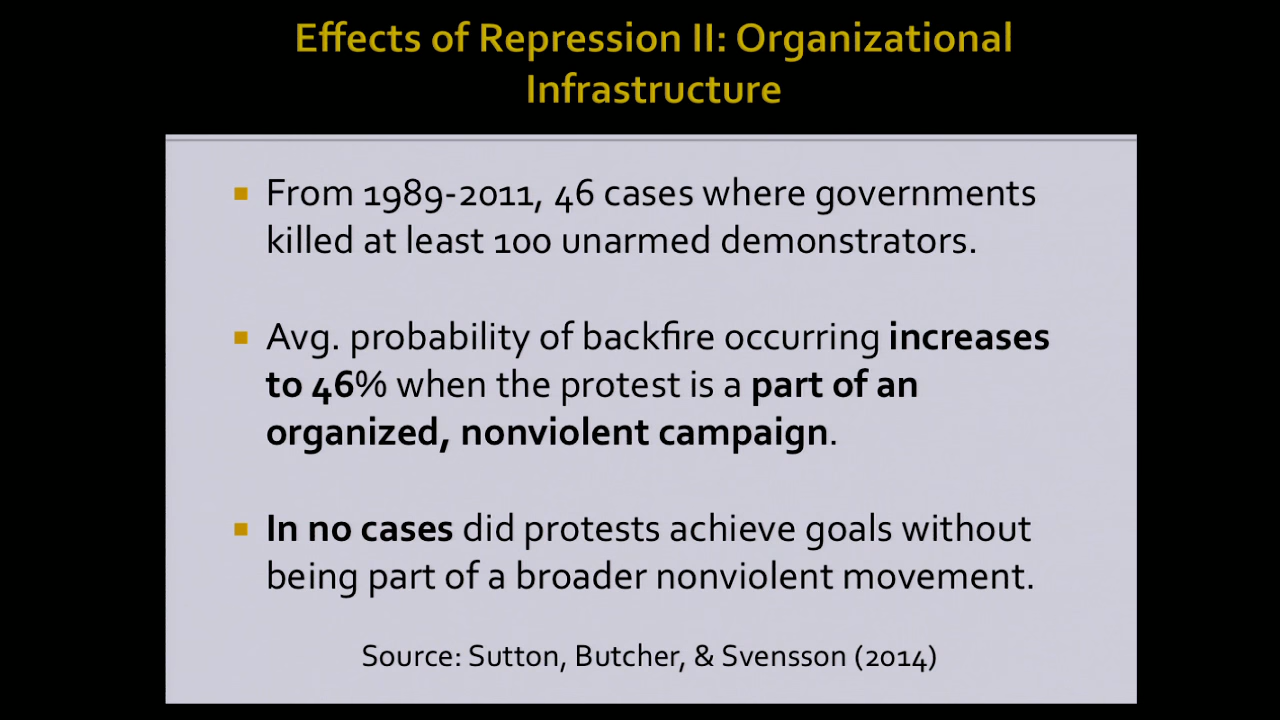 Effects of Repression II: Organizational
Infrastructure
▪ From 1989-2011, 46 cases where governments
killed at least 100 unarmed demonstrators.
▪ Avg. probability of backfire occurring increases
to 46% when the protest is a part of an
organized, nonviolent campaign.
▪ In no cases did protests achieve goals without
being part of a broader nonviolent movement.
Source: Sutton, Butcher, & Svensson (2014)